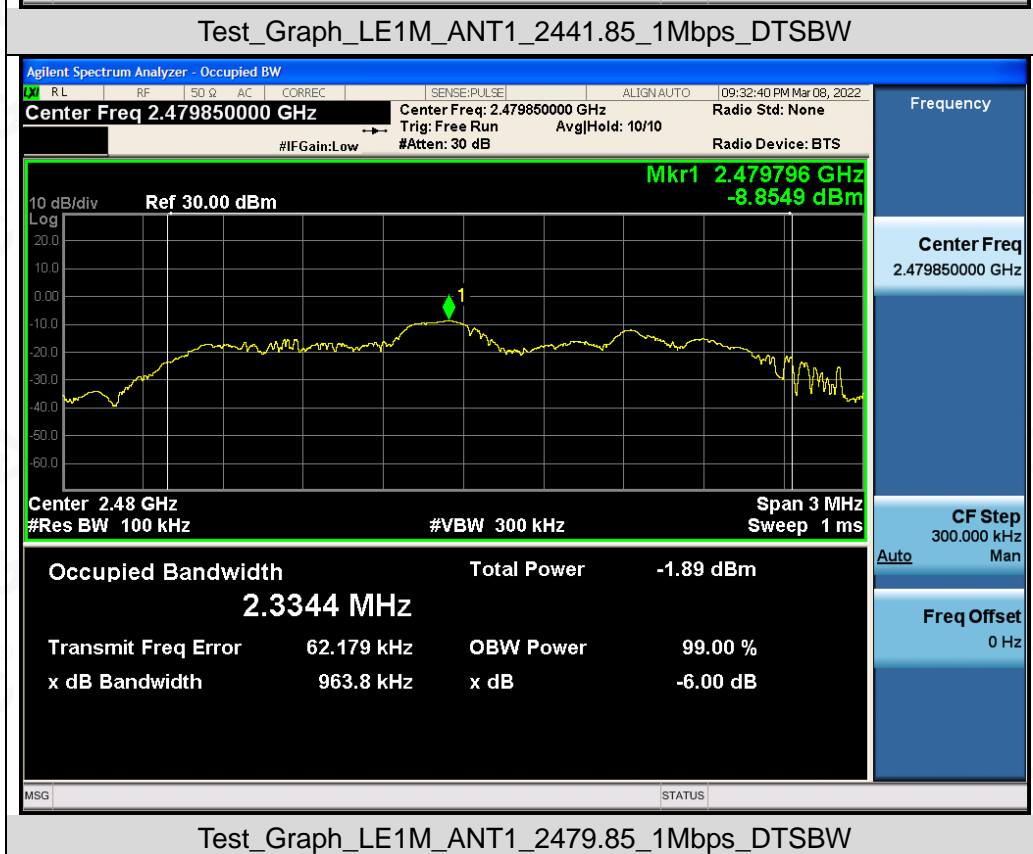 Test_Graph_LE1M_ANT1_2441.85_1Mbps_DTSBW
Agilent Spectrum Analyzer - Occupied BW
LXI RL RF 50 Ω AC CORREC SENSE:PULSE ALIGN AUTO 09:32:40 PM Mar 08, 2022
Center Freq 2.479850000 GHz Center Freq: 2.479850000 GHz Radio Std: None
Trig: Free Run Avg|Hold: 10/10
#IFGain:Low #Atten: 30 dB Radio Device: BTS
Frequency
Mkr1 2.479796 GHz
10 dB/div Ref 30.00 dBm -8.8549 dBm
Log
20.0
10.0
0.00
-10.0
-20.0
-30.0
-40.0
-50.0
-60.0
1
Center Freq
2.479850000 GHz
Center 2.48 GHz Span 3 MHz
#Res BW 100 kHz #VBW 300 kHz Sweep 1 ms
CF Step
300.000 kHz
Auto Man
Occupied Bandwidth Total Power -1.89 dBm
2.3344 MHz
Freq Offset
0 Hz
Transmit Freq Error 62.179 kHz OBW Power 99.00 %
x dB Bandwidth 963.8 kHz x dB -6.00 dB
MSG STATUS
Test_Graph_LE1M_ANT1_2479.85_1Mbps_DTSBW